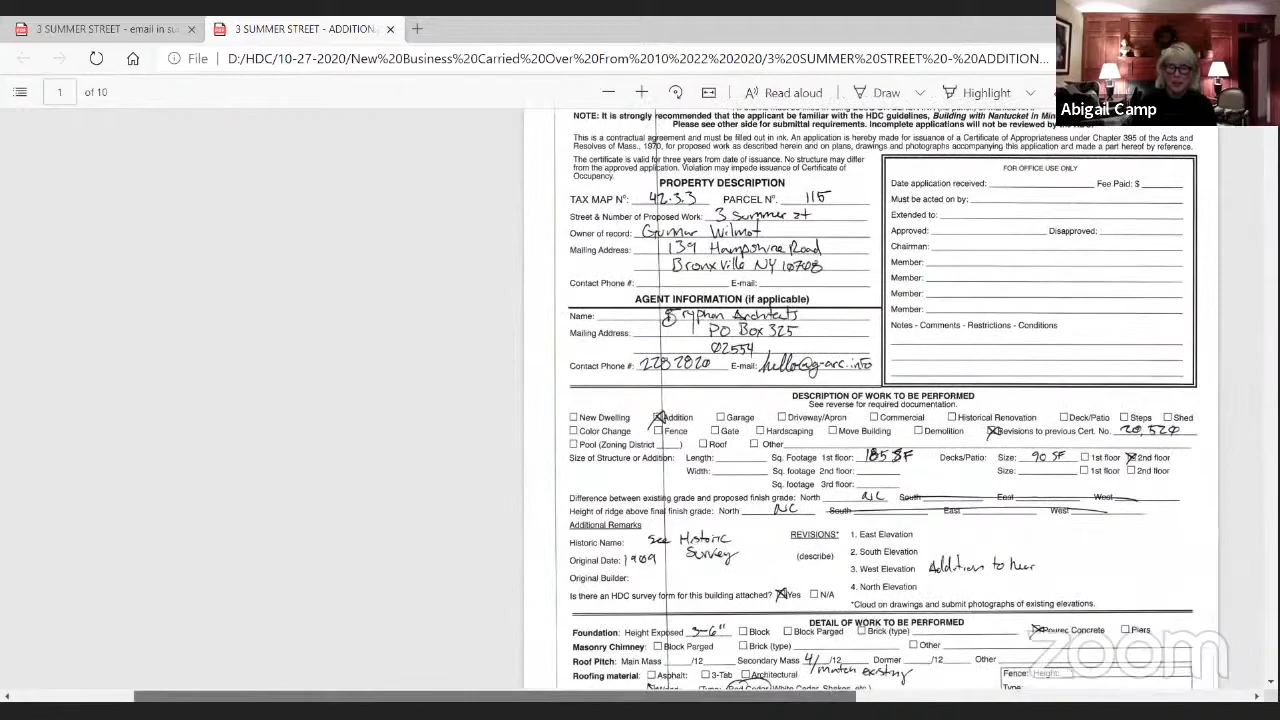 3 SUMMER STREET - email in su
3 SUMMER STREET - ADDITION.
File
D:/HDC/10-27-2020/New%20Business%20Carried%20Over%20From%2010%2022%202020/3%20SUMMER%20STREET%20-%20ADDITION...
1 of 10
Read aloud
Draw
Highlight
Abigail Camp
NOTE: It is strongly recommended that the applicant be familiar with the HDC guidelines, Building with Nantucket in Min
Please see other side for submittal requirements. Incomplete applications will not be reviewed by
This is a contractual agreement and must be filled out in ink. An application is hereby made for issuance of a Certificate of Appropriateness under Chapter 395 of the Acts and
Resolves of Mass., 1970, for proposed work as described herein and on plans, drawings and photographs accompanying this application and made a part hereof by reference.
The certificate is valid for three years from date of issuance. No structure may differ
from the approved application. Violation may impede issuance of Certificate of
Occupancy.
PROPERTY DESCRIPTION
TAX MAP Nº: 42.3.3 PARCEL Nº. 115
Street & Number of Proposed Work: 3 Summer st
Owner of record: Gunnar Wilmot
Mailing Address: 139 Hampshire Road
Bronxville NY 10708
Contact Phone #: E-mail:
AGENT INFORMATION (if applicable)
Name: Gryphon Architects
Mailing Address: PO Box 325
02554
Contact Phone #: 228 2820 E-mail: hello@g-arc.info
FOR OFFICE USE ONLY
Date application received: Fee Paid: $
Must be acted on by:
Extended to:
Approved: Disapproved:
Chairman:
Member:
Member:
Member:
Member:
Notes - Comments - Restrictions - Conditions
DESCRIPTION OF WORK TO BE PERFORMED
See reverse for required documentation.
New Dwelling Addition Garage Driveway/Apron Commercial Historical Renovation Deck/Patio Steps Shed
Color Change Fence Gate Hardscaping Move Building Demolition Revisions to previous Cert. No. 20,520
Pool (Zoning District ) Roof Other
Size of Structure or Addition: Length: Sq. Footage 1st floor: 185 SF Decks/Patio: Size: 90 SF 1st floor 2nd floor
Width: Sq. footage 2nd floor: Size: 1st floor 2nd floor
Sq. footage 3rd floor:
Difference between existing grade and proposed finish grade: North N/C South East West
Height of ridge above final finish grade: North N/C South East West
Additional Remarks
Historic Name: See Historic
Survey
Original Date: 1909
Original Builder:
Is there an HDC survey form for this building attached? Yes N/A
REVISIONS* 1. East Elevation
(describe) 2. South Elevation
3. West Elevation Addition to rear
4. North Elevation
*Cloud on drawings and submit photographs of existing elevations.
DETAIL OF WORK TO BE PERFORMED
Foundation: Height Exposed 3-6" Block Block Parged Brick (type) Poured Concrete Piers
Masonry Chimney: Block Parged Brick (type) Other
Roof Pitch: Main Mass /12 Secondary Mass 4/ /12 Dormer /12 Other
match existing
Roofing material: Asphalt: 3-Tab Architectural
Fence: Height:
Type:
zoom